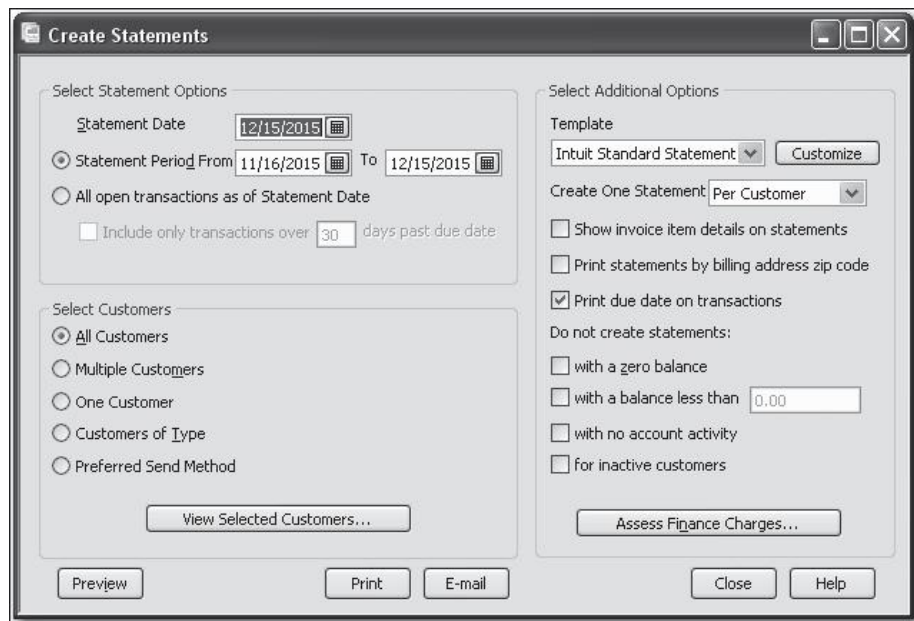 Create Statements
Select Statement Options
Statement Date 12/15/2015
Statement Period From 11/16/2015 To 12/15/2015
All open transactions as of Statement Date
Include only transactions over 30 days past due date
Select Customers
All Customers
Multiple Customers
One Customer
Customers of Type
Preferred Send Method
View Selected Customers...
Select Additional Options
Template
Intuit Standard Statement Customize
Create One Statement Per Customer
Show invoice item details on statements
Print statements by billing address zip code
Print due date on transactions
Do not create statements:
with a zero balance
with a balance less than 0.00
with no account activity
for inactive customers
Assess Finance Charges...
Preview Print E-mail Close Help